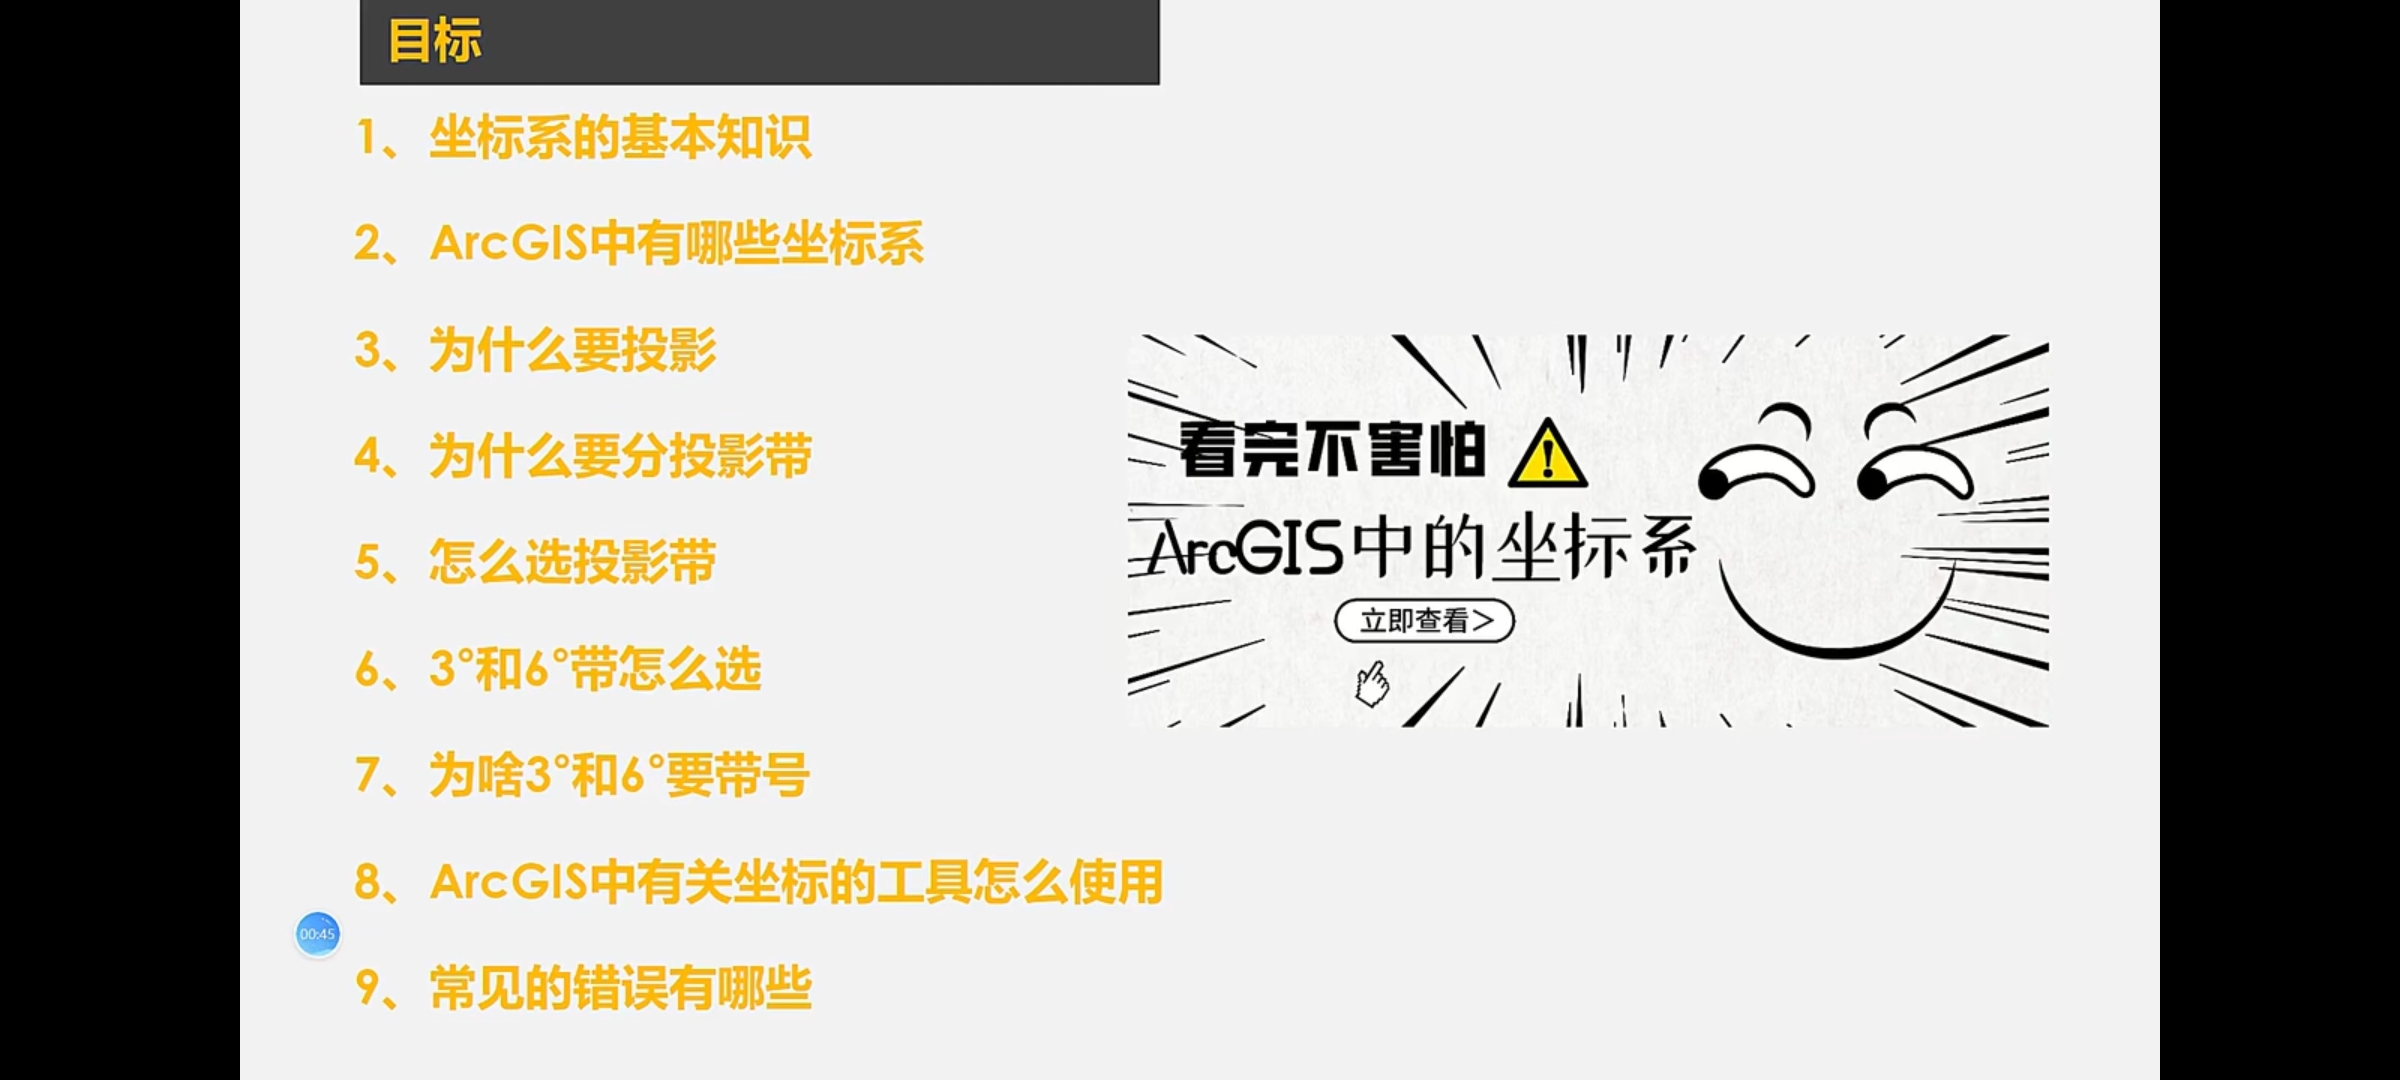 目标
1、坐标系的基本知识
2、ArcGIS中有哪些坐标系
3、为什么要投影
4、为什么要分投影带
5、怎么选投影带
6、3°和6°带怎么选
7、为啥3°和6°要带号
8、ArcGIS中有关坐标的工具怎么使用
9、常见的错误有哪些
看完不害怕
ArcGIS中的坐标系
立即查看>
00:45